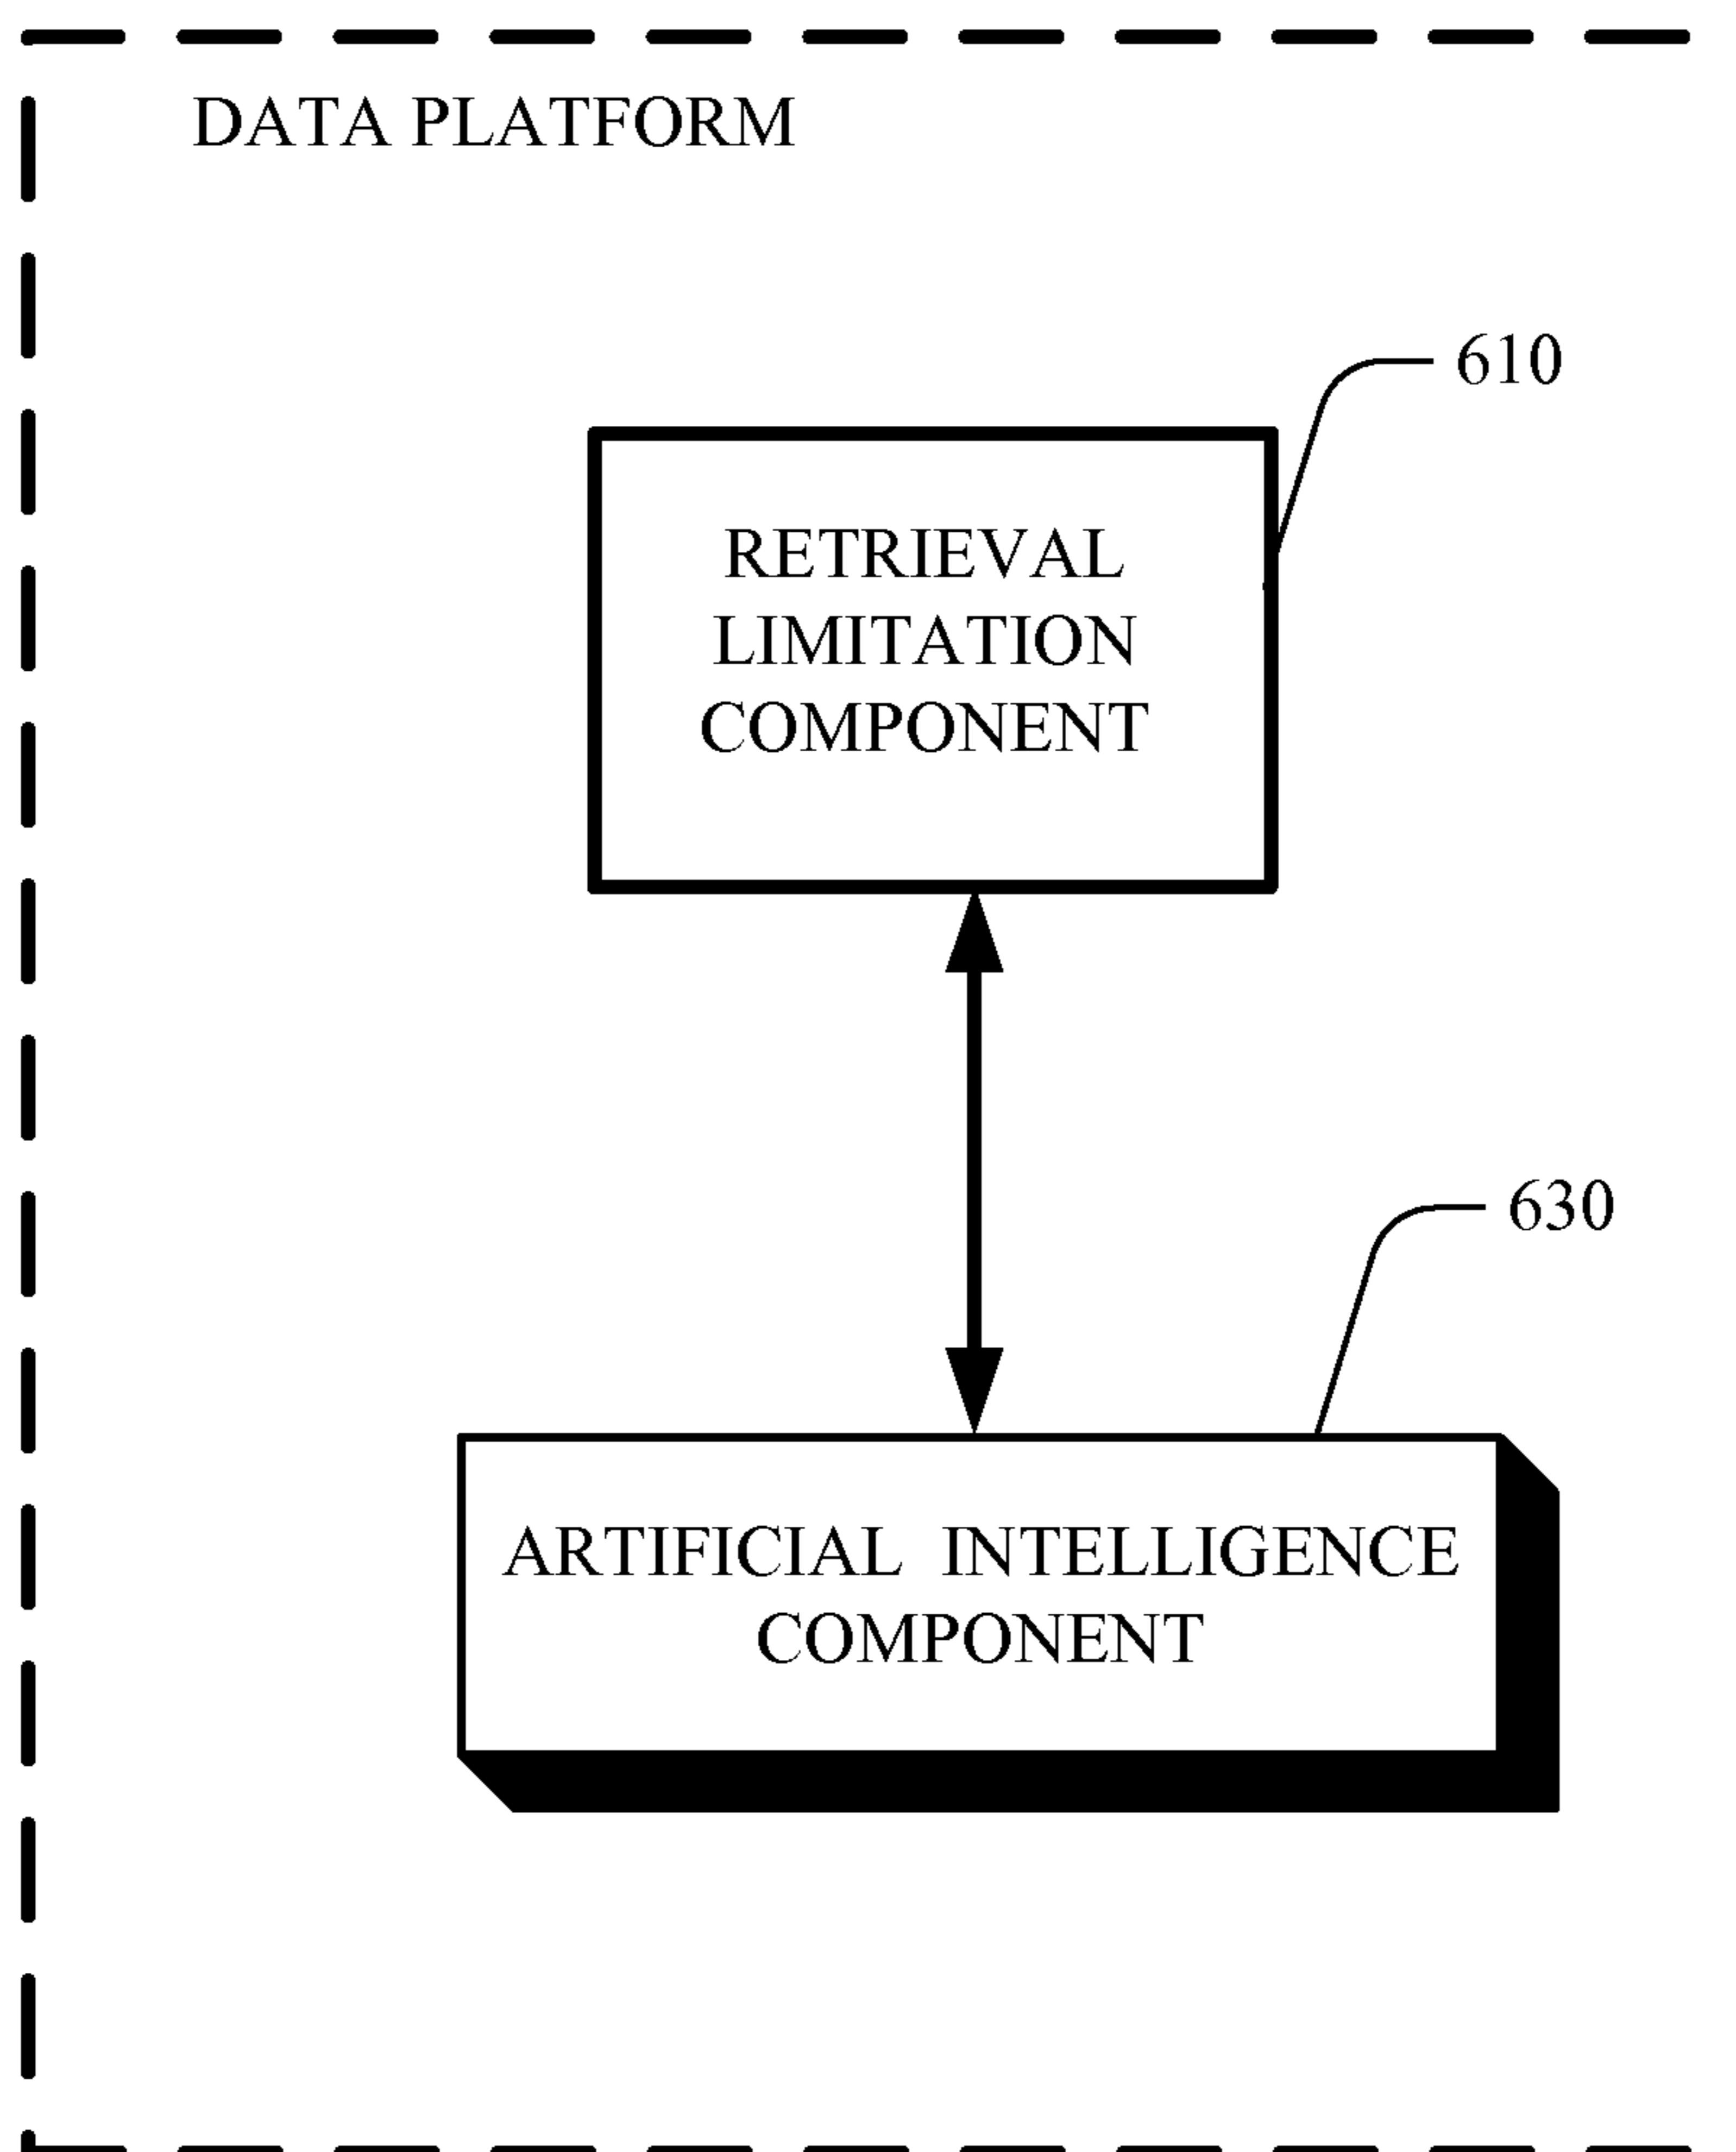 DATA PLATFORM
610
RETRIEVAL
LIMITATION
COMPONENT
630
ARTIFICIAL INTELLIGENCE
COMPONENT